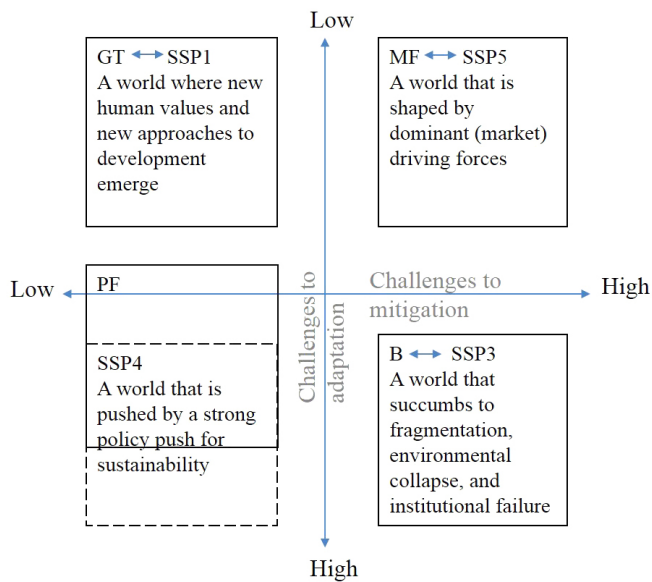 Low
GT SSP1
A world where new
human values and
new approaches to
development
emerge
MF SSP5
A world that is
shaped by
dominant (market)
driving forces
Low
PF
Challenges to
mitigation
High
Challenges to
adaptation
SSP4
A world that is
pushed by a strong
policy push for
sustainability
B SSP3
A world that
succumbs to
fragmentation,
environmental
collapse, and
institutional failure
High